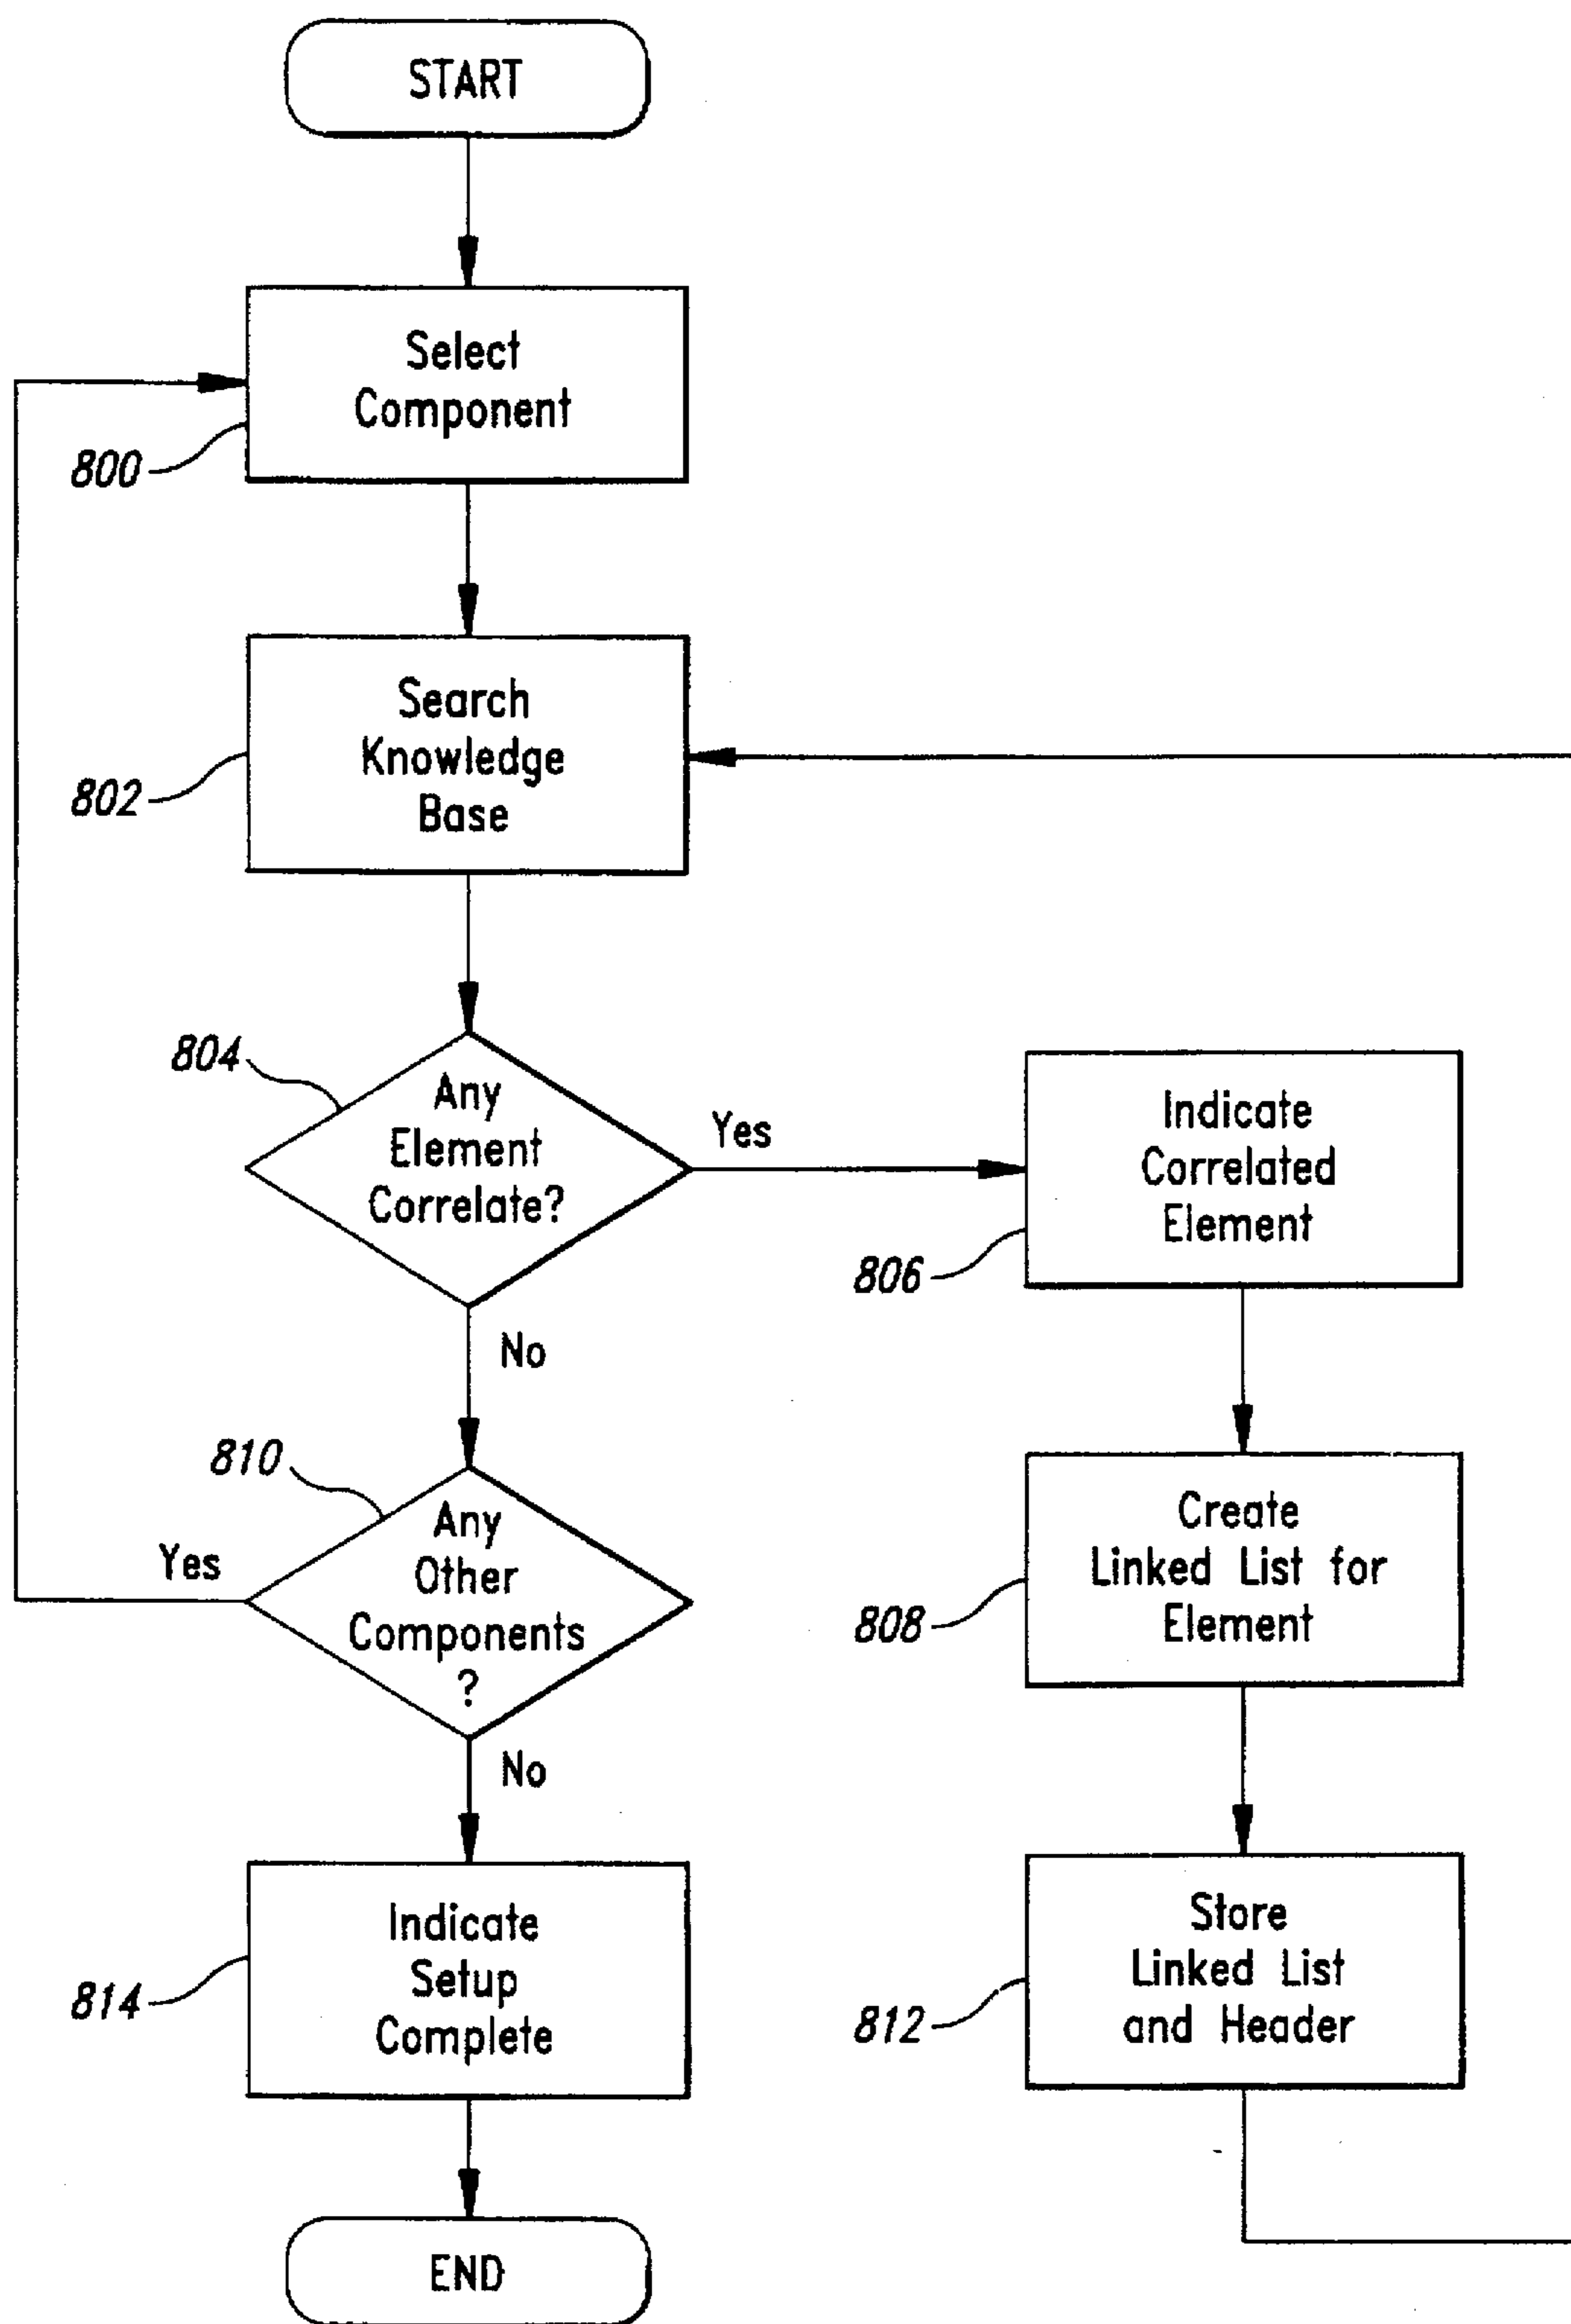 START
Select
Component
800
Search
Knowledge
Base
802
804
Any
Element
Correlate?
Yes
No
Indicate
Correlated
Element
806
Create
Linked List for
Element
808
810
Any
Other
Components
?
Yes
No
Store
Linked List
and Header
812
Indicate
Setup
Complete
814
END